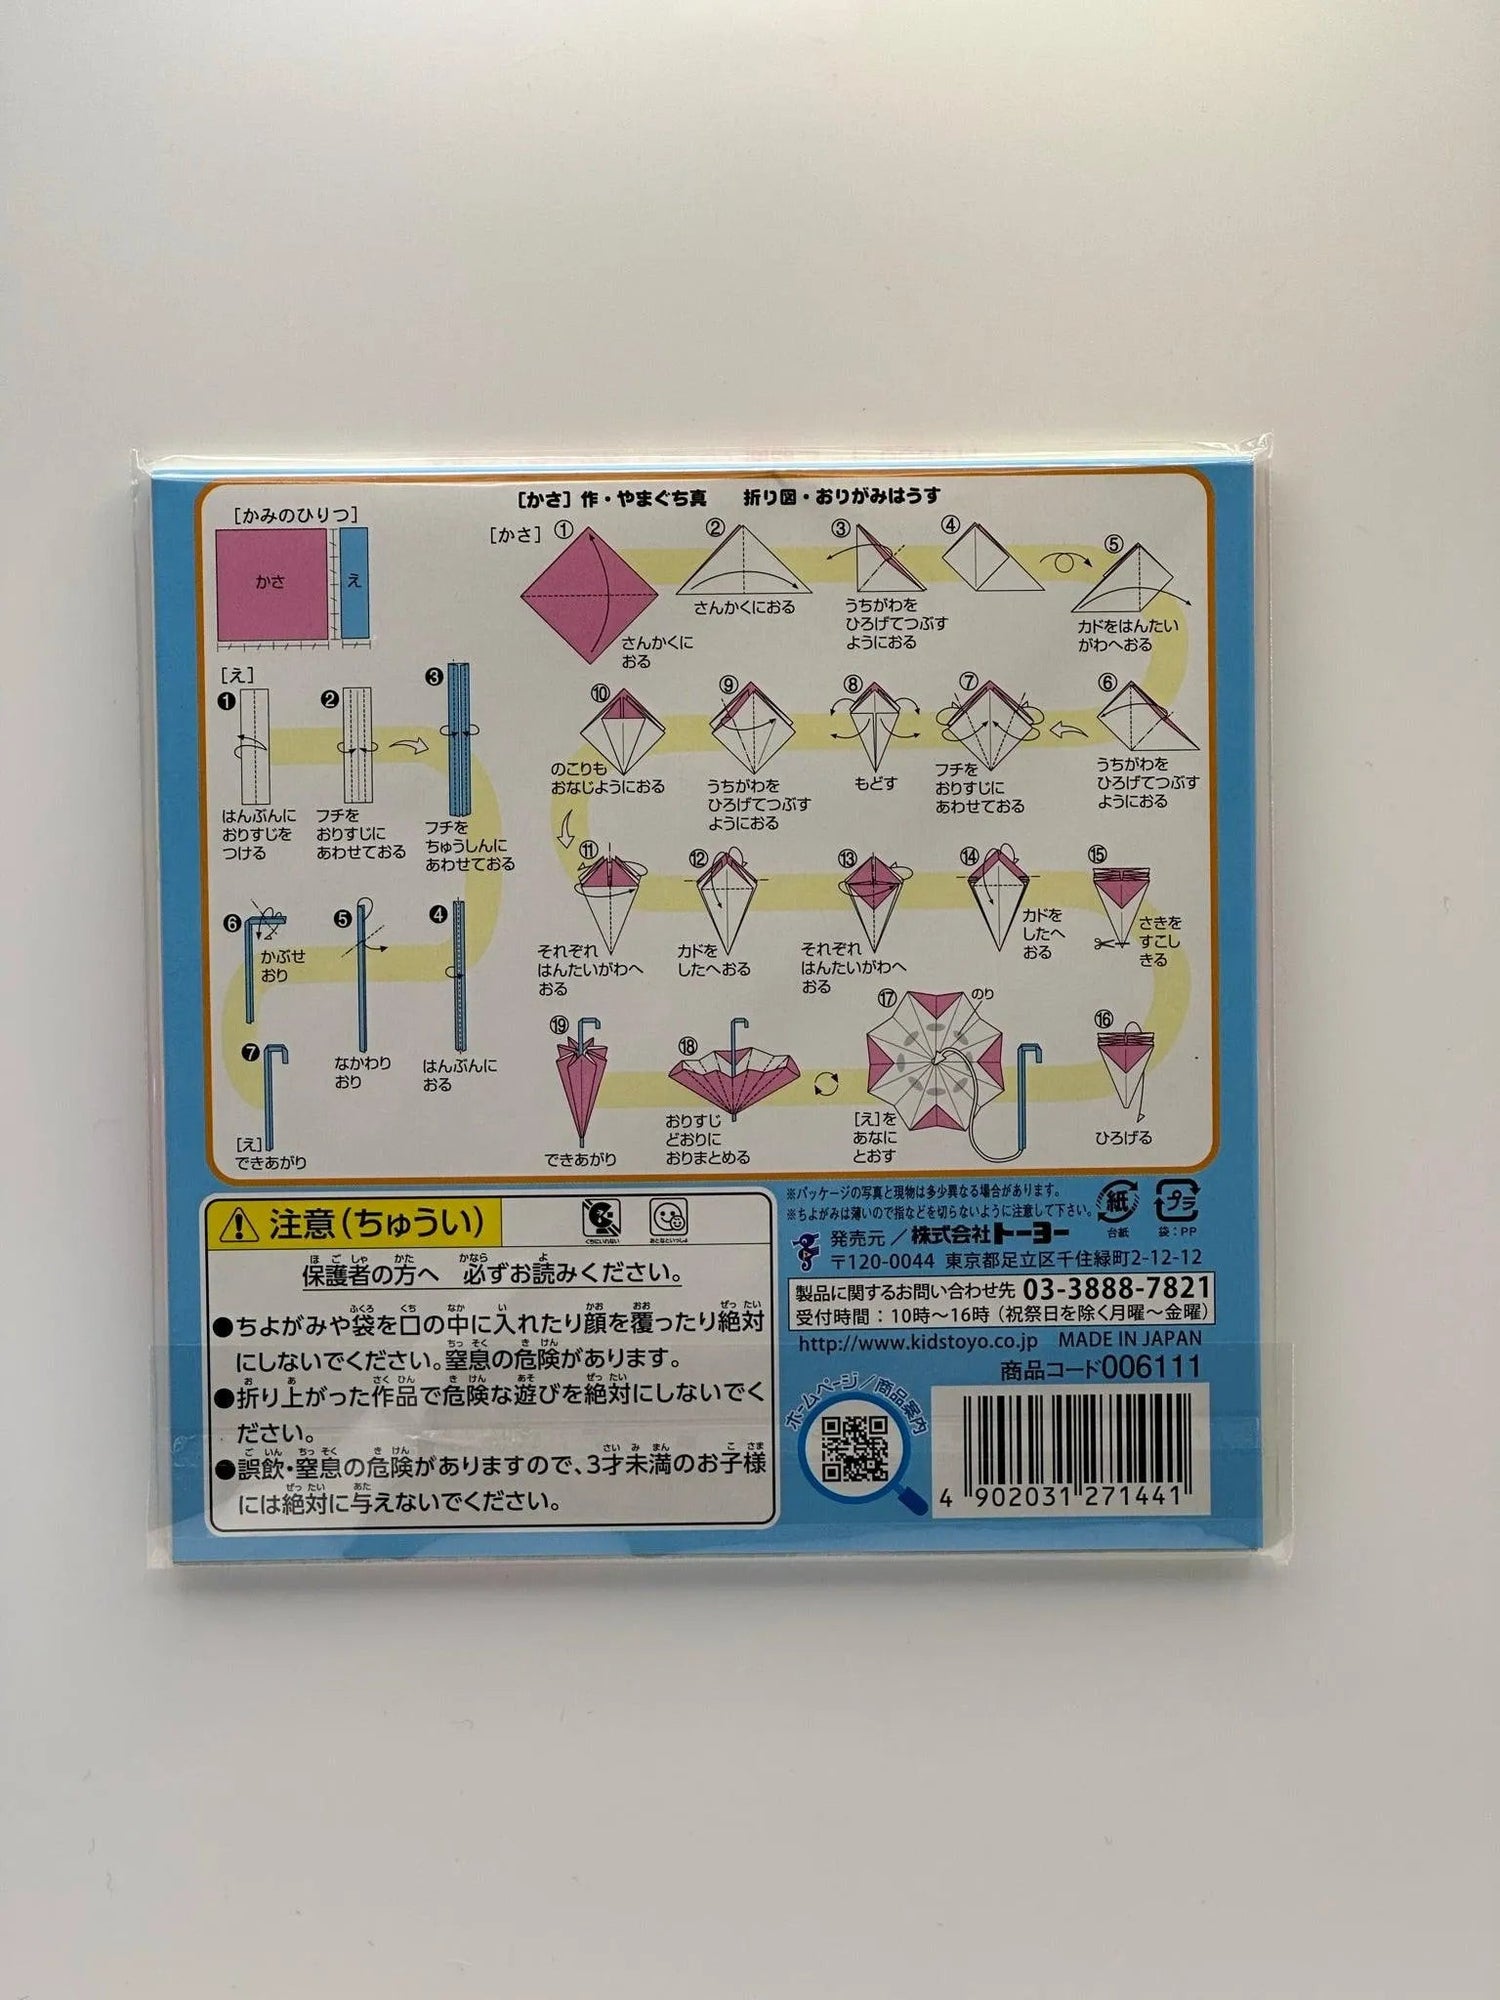 [かさ] 作・やまぐち真 折り図・おりがみはうす
[かみのひりつ]
かさ
え
[かさ]
①
さんかくに
おる
②
さんかくにおる
③
うちがわを
ひろげてつぶす
ようにおる
④
⑤
カドをはんたい
がわへおる
⑥
うちがわを
ひろげてつぶす
ようにおる
⑦
フチを
おりすじに
あわせておる
⑧
もどす
⑨
うちがわを
ひろげてつぶす
ようにおる
⑩
のこりも
おなじようにおる
⑪
それぞれ
はんたいがわへ
おる
⑫
カドを
したへおる
⑬
それぞれ
はんたいがわへ
おる
⑭
カドを
したへ
おる
⑮
さきを
すこし
きる
⑯
ひろげる
⑰
のり
[え]を
あなに
とおす
⑱
おりすじ
どおりに
おりまとめる
⑲
できあがり
[え]
❶
はんぶんに
おりすじを
つける
❷
フチを
おりすじに
あわせておる
❸
フチを
ちゅうしんに
あわせておる
❹
はんぶんに
おる
❺
なかわり
おり
❻
かぶせ
おり
❼
[え]
できあがり
注意(ちゅうい)
くちにいれない
おとなといっしょ
保護者の方へ 必ずお読みください。
●ちよがみや袋を口の中に入れたり顔を覆ったり絶対
にしないでください。窒息の危険があります。
●折り上がった作品で危険な遊びを絶対にしないでく
ださい。
●誤飲・窒息の危険がありますので、3才未満のお子様
には絶対に与えないでください。
※パッケージの写真と現物は多少異なる場合があります。
※ちよがみは薄いので指などを切らないように注意して下さい。
紙
台紙
プラ
袋：PP
発売元／株式会社トーヨー
〒120-0044 東京都足立区千住緑町2-12-12
製品に関するお問い合わせ先 03-3888-7821
受付時間：10時〜16時（祝祭日を除く月曜〜金曜）
http://www.kidstoyo.co.jp MADE IN JAPAN
商品コード006111
ホームページ／商品案内
4 902031 271441